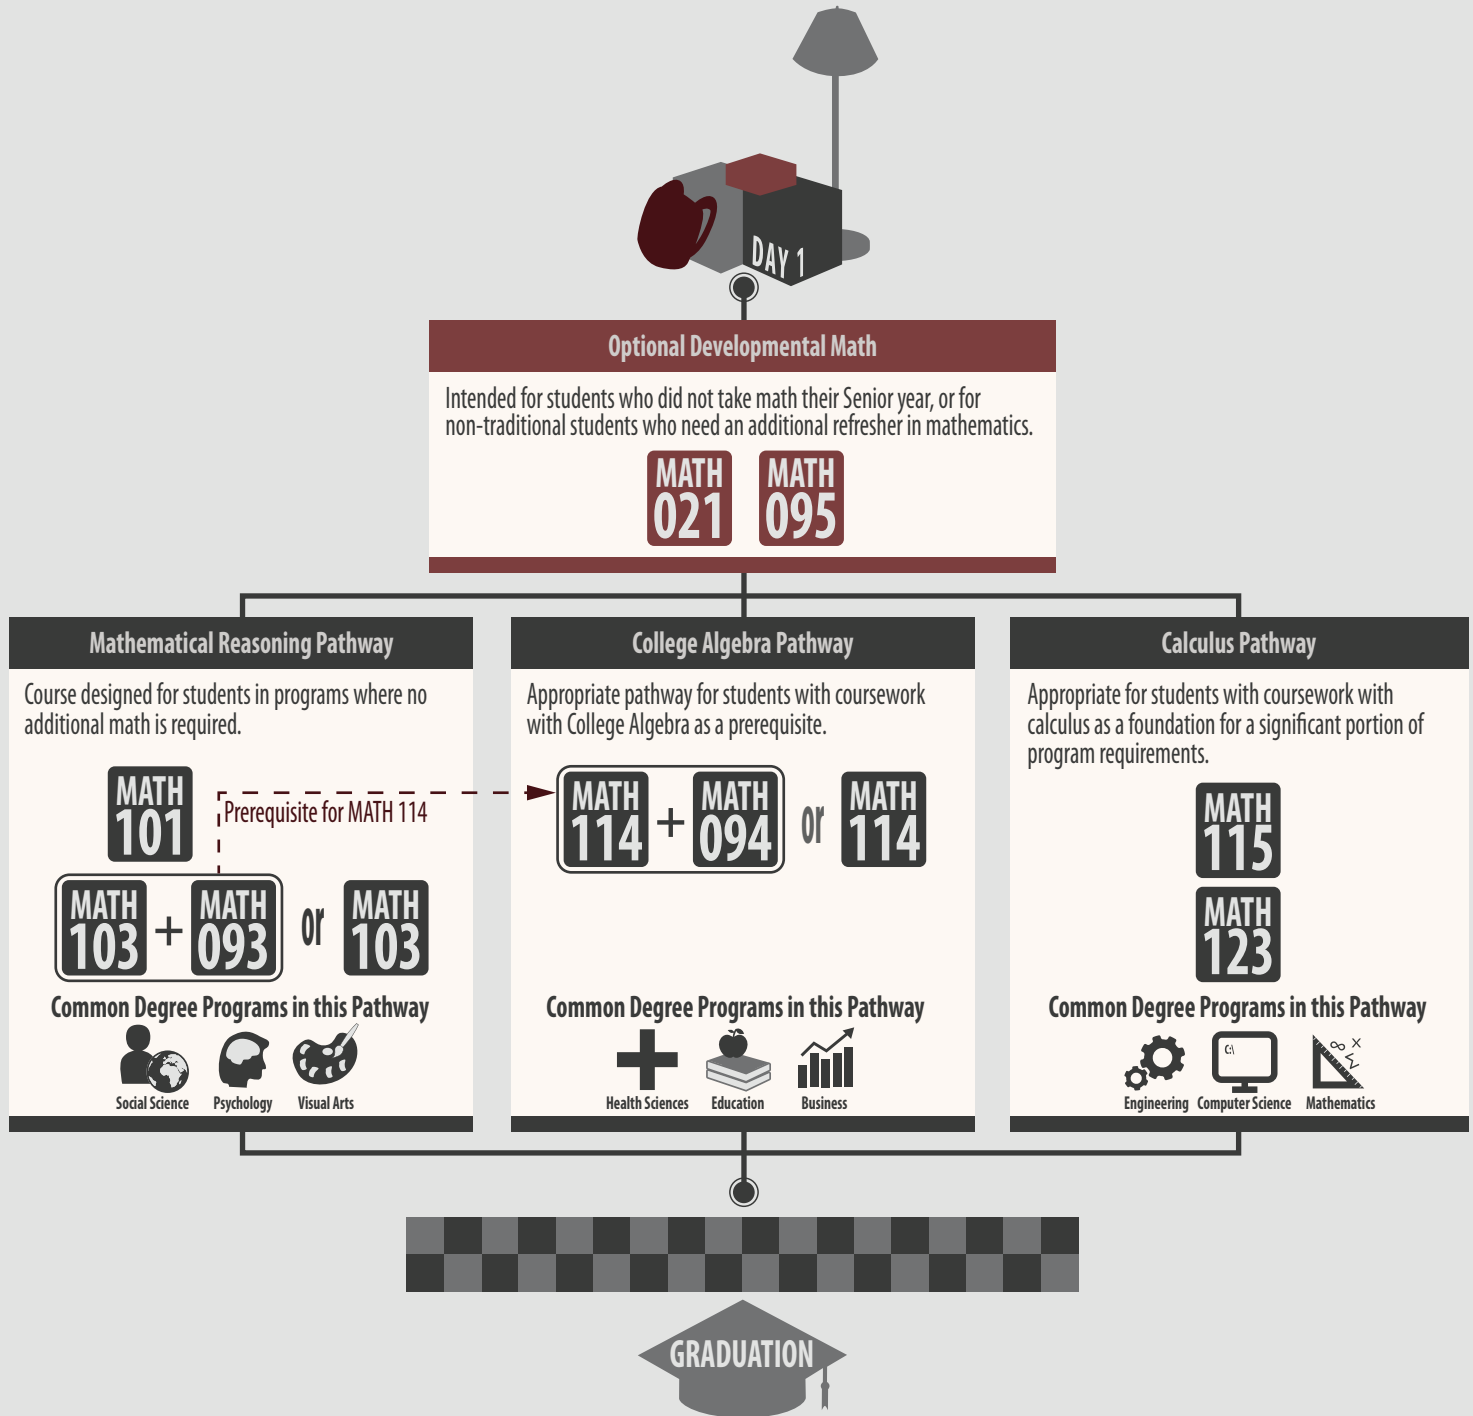 DAY 1
Optional Developmental Math
Intended for students who did not take math their Senior year, or for
non-traditional students who need an additional refresher in mathematics.
MATH
021
MATH
095
Mathematical Reasoning Pathway
Course designed for students in programs where no
additional math is required.
MATH
101
Prerequisite for MATH 114
MATH
103
+
MATH
093
or
MATH
103
Common Degree Programs in this Pathway
Social Science
Psychology
Visual Arts
College Algebra Pathway
Appropriate pathway for students with coursework
with College Algebra as a prerequisite.
MATH
114
+
MATH
094
or
MATH
114
Common Degree Programs in this Pathway
Health Sciences
Education
Business
Calculus Pathway
Appropriate for students with coursework with
calculus as a foundation for a significant portion of
program requirements.
MATH
115
MATH
123
Common Degree Programs in this Pathway
C:\
∞ × Σ
Engineering
Computer Science
Mathematics
GRADUATION